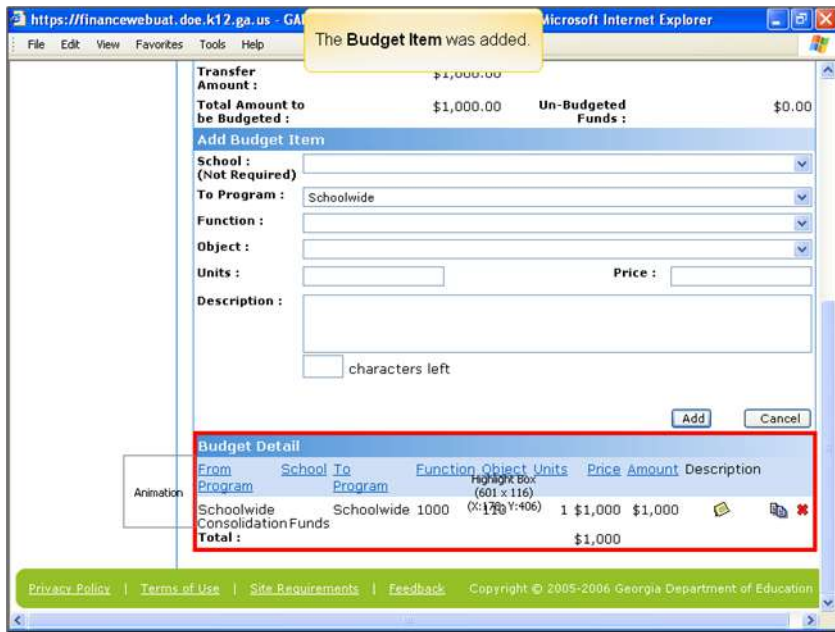 https://financewebuat.doe.k12.ga.us - GA
Microsoft Internet Explorer
The Budget Item was added.
File Edit View Favorites Tools Help
Transfer Amount : $1,000.00
Total Amount to be Budgeted : $1,000.00 Un-Budgeted Funds : $0.00
Add Budget Item
School : (Not Required)
To Program : Schoolwide
Function :
Object :
Units : Price :
Description :
characters left
Add Cancel
Budget Detail
From Program School To Program Function Object Units Price Amount Description
Animation
Highlight Box
(601 x 116)
(X:178 Y:406)
Schoolwide Consolidation Funds Schoolwide 1000 1 $1,000 $1,000
Total : $1,000
Privacy Policy | Terms of Use | Site Requirements | Feedback Copyright © 2005-2006 Georgia Department of Education